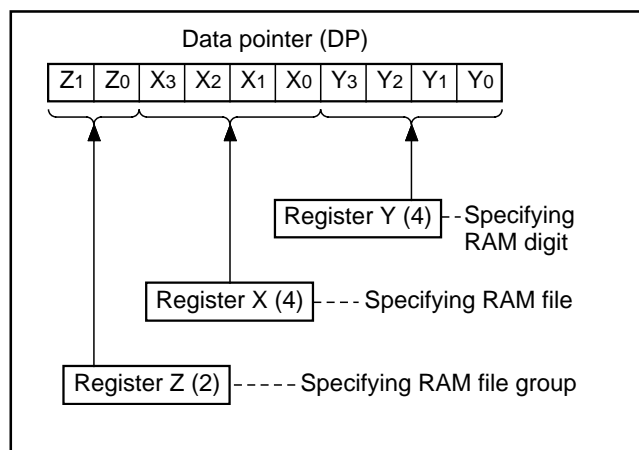 Data pointer (DP)
Z1 Z0 X3 X2 X1 X0 Y3 Y2 Y1 Y0
Register Y (4) Specifying
RAM digit
Register X (4) Specifying RAM file
Register Z (2) Specifying RAM file group